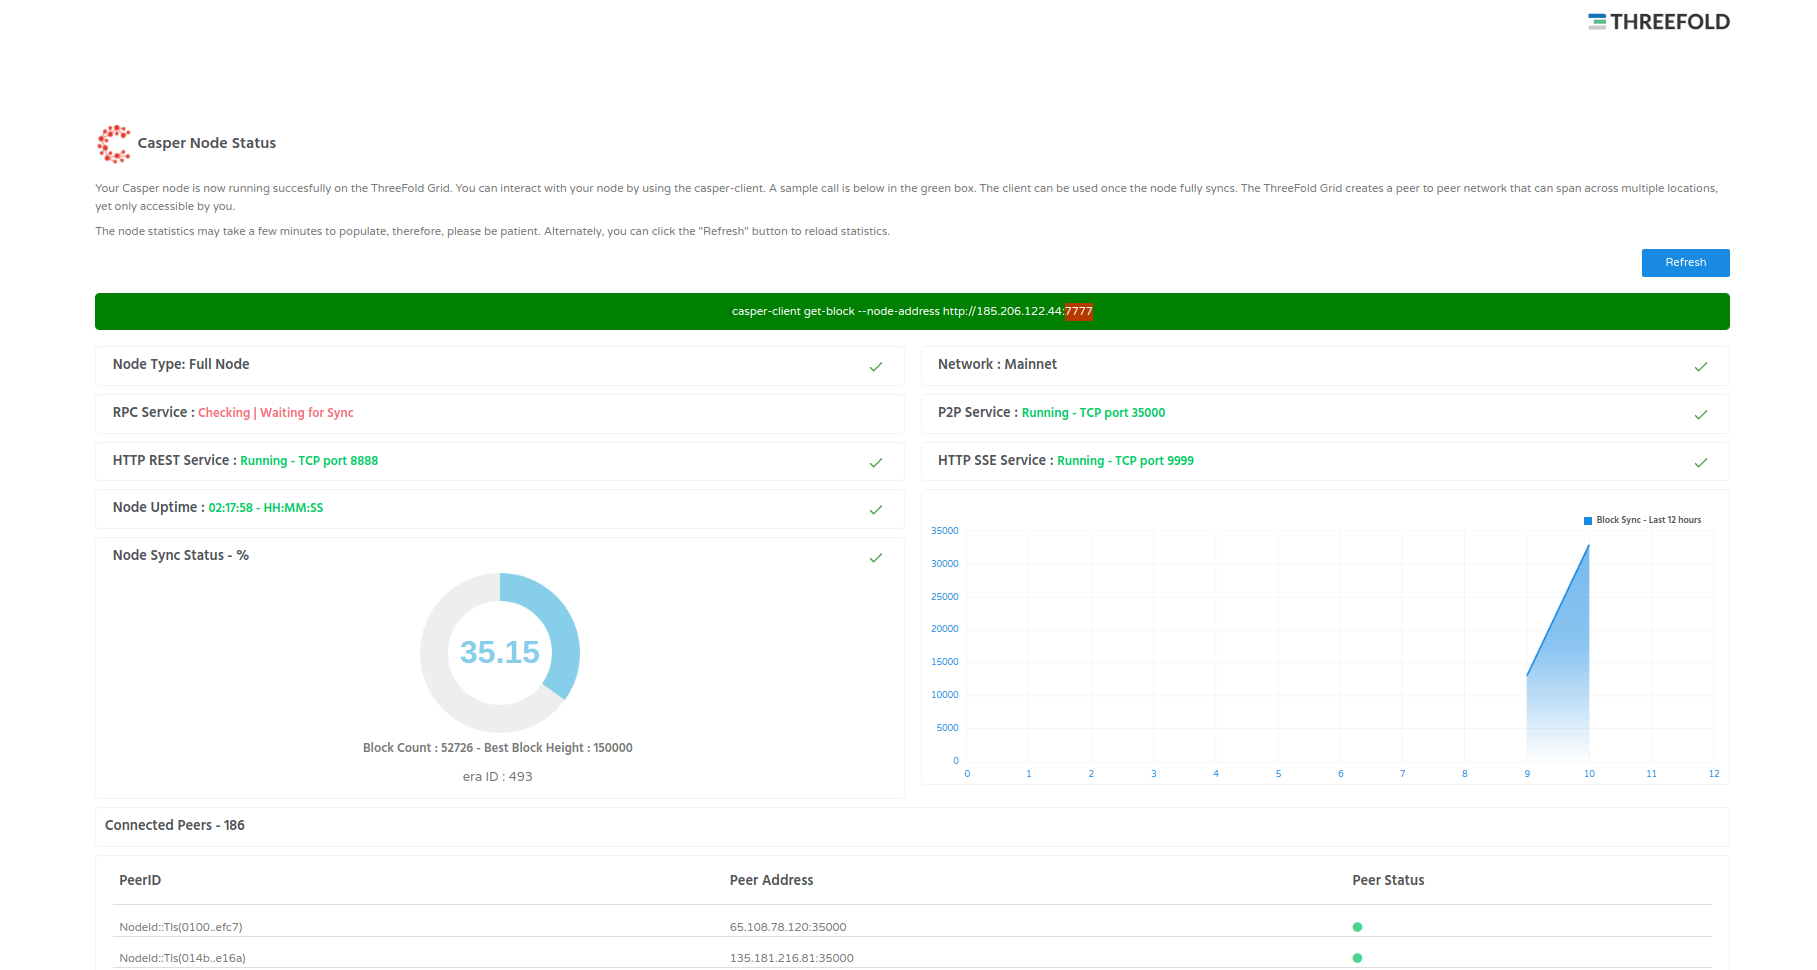 THREEFOLD
Casper Node Status
Your Casper node is now running succesfully on the ThreeFold Grid. You can interact with your node by using the casper-client. A sample call is below in the green box. The client can be used once the node fully syncs. The ThreeFold Grid creates a peer to peer network that can span across multiple locations,
yet only accessible by you.
The node statistics may take a few minutes to populate, therefore, please be patient. Alternately, you can click the "Refresh" button to reload statistics.
Refresh
casper-client get-block --node-address http://185.206.122.44:7777
Node Type: Full Node
Network : Mainnet
RPC Service : Checking | Waiting for Sync
P2P Service : Running - TCP port 35000
HTTP REST Service : Running - TCP port 8888
HTTP SSE Service : Running - TCP port 9999
Node Uptime : 02:17:58 - HH:MM:SS
Node Sync Status - %
35.15
Block Count : 52726 - Best Block Height : 150000
era ID : 493
Block Sync - Last 12 hours
35000
30000
25000
20000
15000
10000
5000
0
0 1 2 3 4 5 6 7 8 9 10 11 12
Connected Peers - 186
PeerID Peer Address Peer Status
NodeId::Tls(0100..efc7) 65.108.78.120:35000
NodeId::Tls(014b..e16a) 135.181.216.81:35000